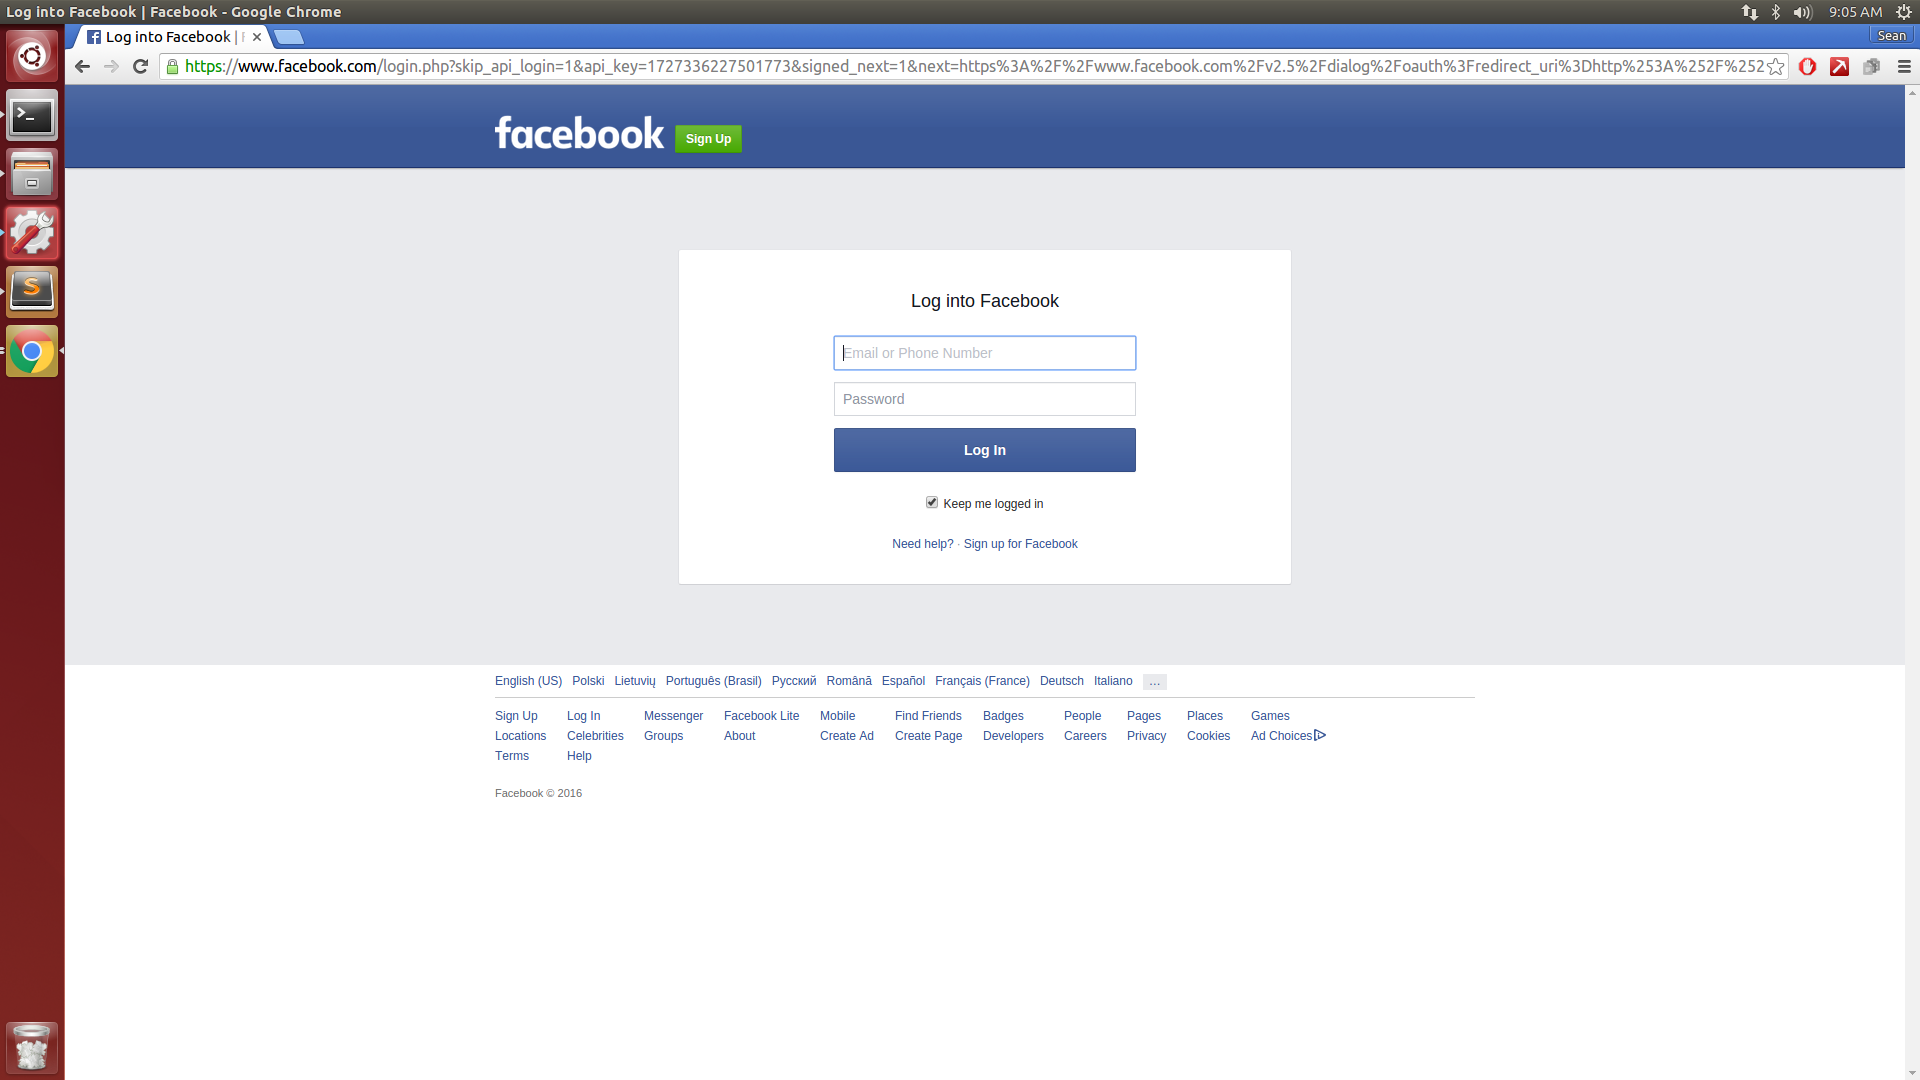 Log into Facebook | Facebook - Google Chrome
9:05 AM
Log into Facebook |
Sean
https://www.facebook.com/login.php?skip_api_login=1&api_key=1727336227501773&signed_next=1&next=https%3A%2F%2Fwww.facebook.com%2Fv2.5%2Fdialog%2Foauth%3Fredirect_uri%3Dhttp%253A%252F%252
facebook
Sign Up
Log into Facebook
Email or Phone Number
Password
Log In
Keep me logged in
Need help? · Sign up for Facebook
English (US) Polski Lietuvių Português (Brasil) Русский Română Español Français (France) Deutsch Italiano ...
Sign Up Log In Messenger Facebook Lite Mobile Find Friends Badges People Pages Places Games
Locations Celebrities Groups About Create Ad Create Page Developers Careers Privacy Cookies Ad Choices
Terms Help
Facebook © 2016